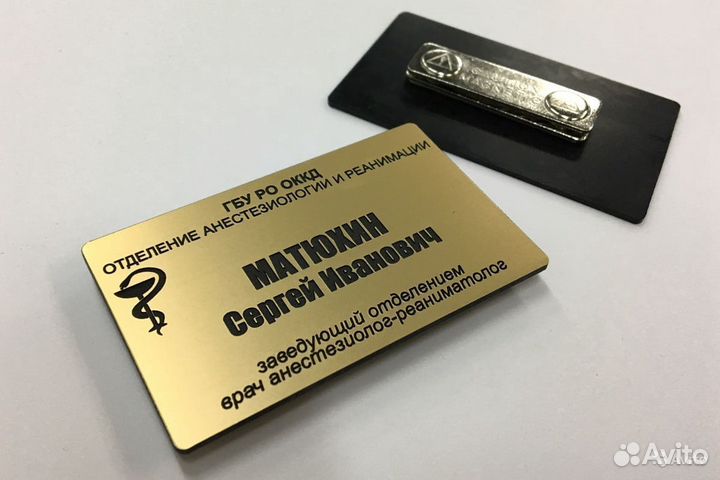 ГБУ РО ОККД
ОТДЕЛЕНИЕ АНЕСТЕЗИОЛОГИИ И РЕАНИМАЦИИ
МАТЮХИН
Сергей Иванович
заведующий отделением
врач анестезиолог-реаниматолог
Avito